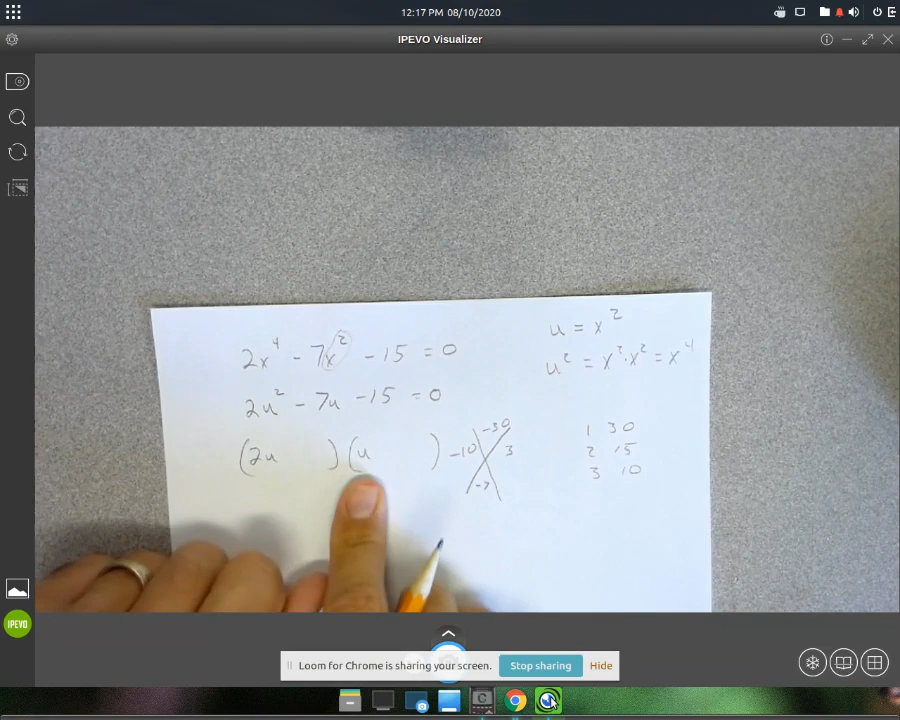 12:17 PM 08/10/2020
IPEVO Visualizer
u = x²
2x⁴ - 7x² - 15 = 0
u² = x²·x² = x⁴
2u² - 7u - 15 = 0
(2u    )(u    )
-30
-10 3
-7
1 30
2 15
3 10
IPEVO
Loom for Chrome is sharing your screen.
Stop sharing
Hide